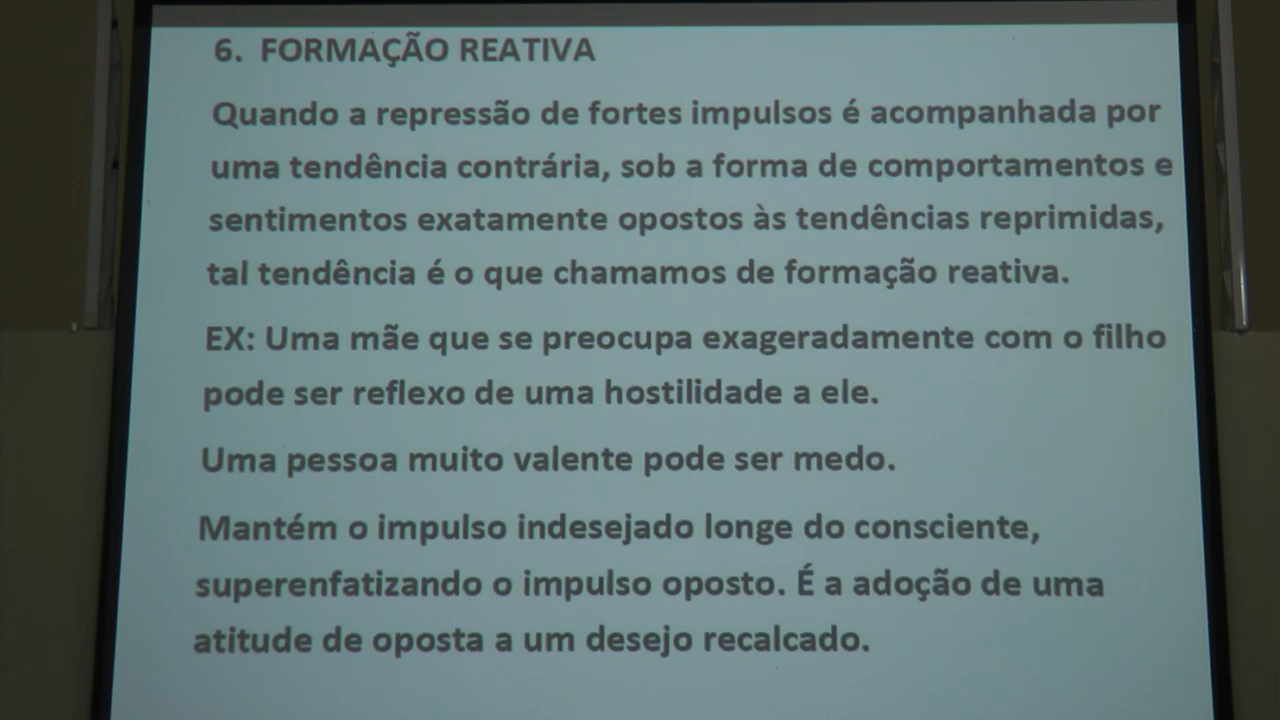 6. FORMAÇÃO REATIVA
Quando a repressão de fortes impulsos é acompanhada por
uma tendência contrária, sob a forma de comportamentos e
sentimentos exatamente opostos às tendências reprimidas,
tal tendência é o que chamamos de formação reativa.
EX: Uma mãe que se preocupa exageradamente com o filho
pode ser reflexo de uma hostilidade a ele.
Uma pessoa muito valente pode ser medo.
Mantém o impulso indesejado longe do consciente,
superenfatizando o impulso oposto. É a adoção de uma
atitude de oposta a um desejo recalcado.